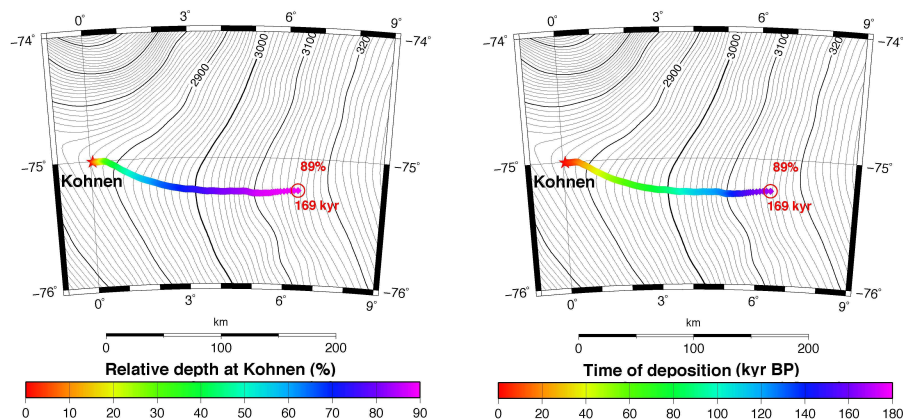 0° 3° 6° 9°
−74° −74°
2900 3000 3100 320
−75° −75°
Kohnen
89%
169 kyr
−76° −76°
0° 3° 6° 9°
km
0 100 200
Relative depth at Kohnen (%)
0 10 20 30 40 50 60 70 80 90
0° 3° 6° 9°
−74° −74°
2900 3000 3100 320
−75° −75°
Kohnen
89%
169 kyr
−76° −76°
0° 3° 6° 9°
km
0 100 200
Time of deposition (kyr BP)
0 20 40 60 80 100 120 140 160 180